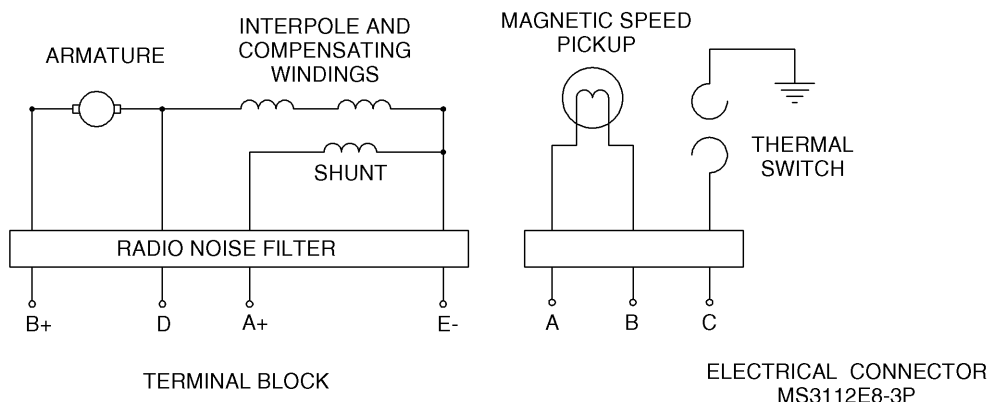 ARMATURE
INTERPOLE AND
COMPENSATING
WINDINGS
SHUNT
RADIO NOISE FILTER
B+
D
A+
E-
TERMINAL BLOCK
MAGNETIC SPEED
PICKUP
THERMAL
SWITCH
A
B
C
ELECTRICAL CONNECTOR
MS3112E8-3P